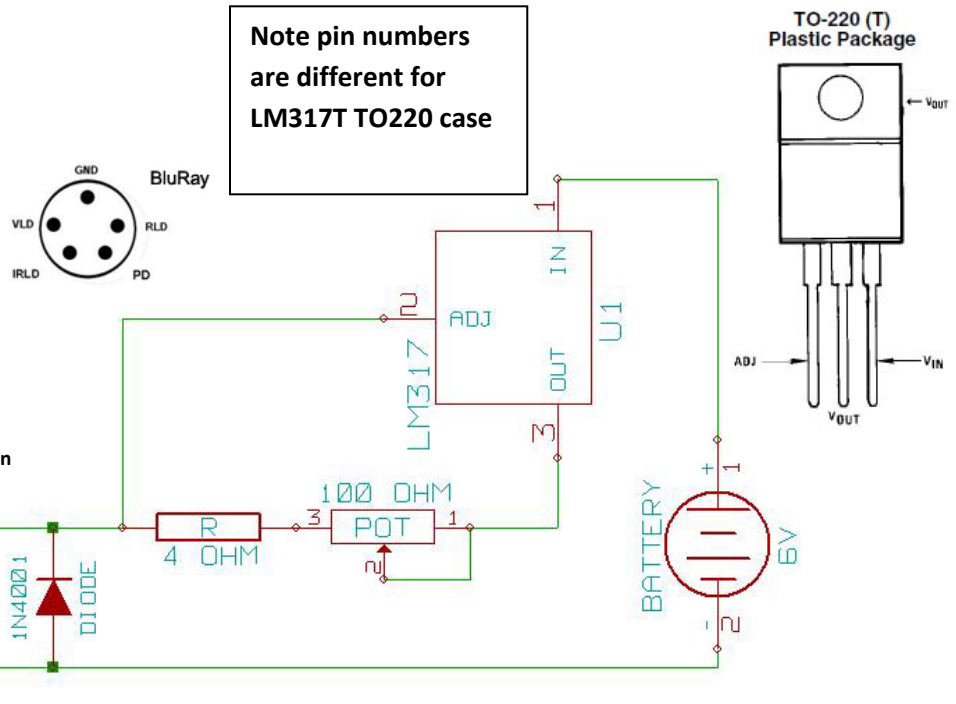 Note pin numbers
are different for
LM317T TO220 case
TO-220 (T)
Plastic Package
VOUT
ADJ
VIN
VOUT
GND
BluRay
VLD
RLD
IRLD
PD
1
IN
2
ADJ
U1
LM317
OUT
3
n
100 OHM
R
3
POT
1
4 OHM
2
1N4001
DIODE
+
1
BATTERY
6V
-
2